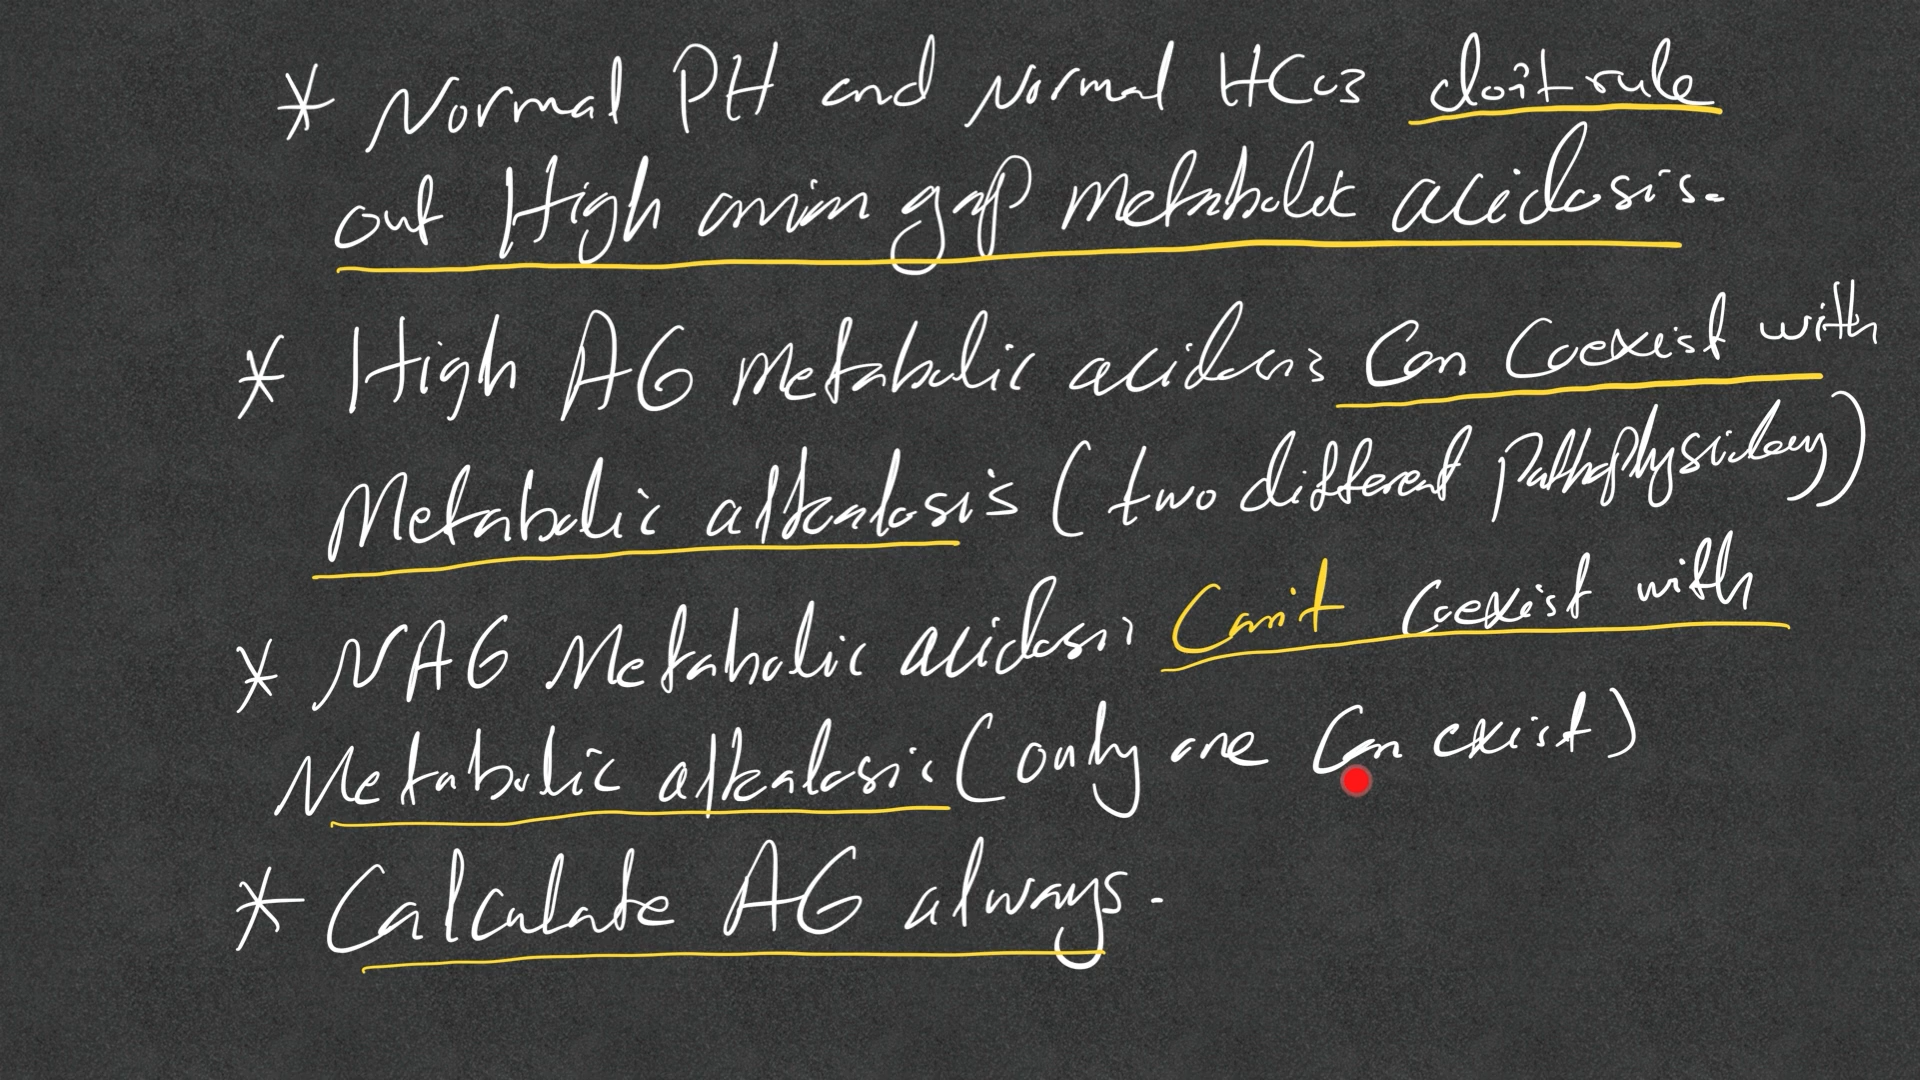 * Normal PH and Normal HCO3 don't rule
out High anion gap metabolic acidosis.
* High AG metabolic acidosis Can Coexist with
Metabolic alkalosis (two different pathophysiology)
* NAG Metabolic acidosis Can't Coexist with
Metabolic alkalosis (only one Can exist)
* Calculate AG always.